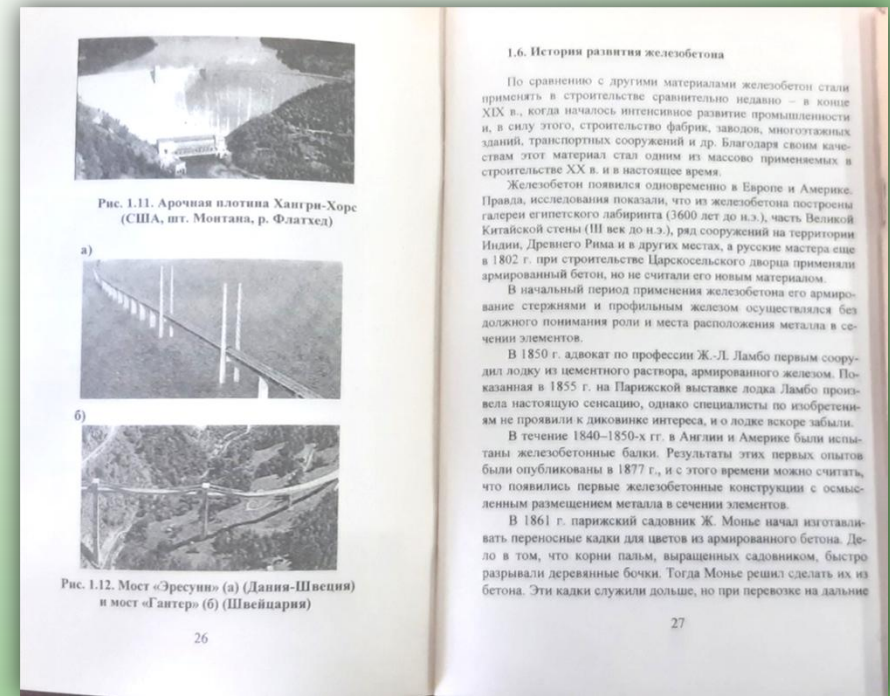 Рис. 1.11. Арочная плотина Хангри-Хорс
(США, шт. Монтана, р. Флатхед)
а)
б)
Рис. 1.12. Мост «Эресунн» (а) (Дания-Швеция)
и мост «Гантер» (б) (Швейцария)
26
1.6. История развития железобетона
По сравнению с другими материалами железобетон стали
применять в строительстве сравнительно недавно – в конце
XIX в., когда началось интенсивное развитие промышленности
и, в силу этого, строительство фабрик, заводов, многоэтажных
зданий, транспортных сооружений и др. Благодаря своим каче-
ствам этот материал стал одним из массово применяемых в
строительстве XX в. и в настоящее время.
Железобетон появился одновременно в Европе и Америке.
Правда, исследования показали, что из железобетона построены
галереи египетского лабиринта (3600 лет до н.э.), часть Великой
Китайской стены (III век до н.э.), ряд сооружений на территории
Индии, Древнего Рима и в других местах, а русские мастера еще
в 1802 г. при строительстве Царскосельского дворца применяли
армированный бетон, но не считали его новым материалом.
В начальный период применения железобетона его армиро-
вание стержнями и профильным железом осуществлялся без
должного понимания роли и места расположения металла в се-
чении элементов.
В 1850 г. адвокат по профессии Ж.-Л. Ламбо первым соору-
дил лодку из цементного раствора, армированного железом. По-
казанная в 1855 г. на Парижской выставке лодка Ламбо произ-
вела настоящую сенсацию, однако специалисты по изобретени-
ям не проявили к диковинке интереса, и о лодке вскоре забыли.
В течение 1840–1850-х гг. в Англии и Америке были испы-
таны железобетонные балки. Результаты этих первых опытов
были опубликованы в 1877 г., и с этого времени можно считать,
что появились первые железобетонные конструкции с осмыс-
ленным размещением металла в сечении элементов.
В 1861 г. парижский садовник Ж. Монье начал изготавли-
вать переносные кадки для цветов из армированного бетона. Де-
ло в том, что корни пальм, выращенных садовником, быстро
разрывали деревянные бочки. Тогда Монье решил сделать их из
бетона. Эти кадки служили дольше, но при перевозке на дальние
27